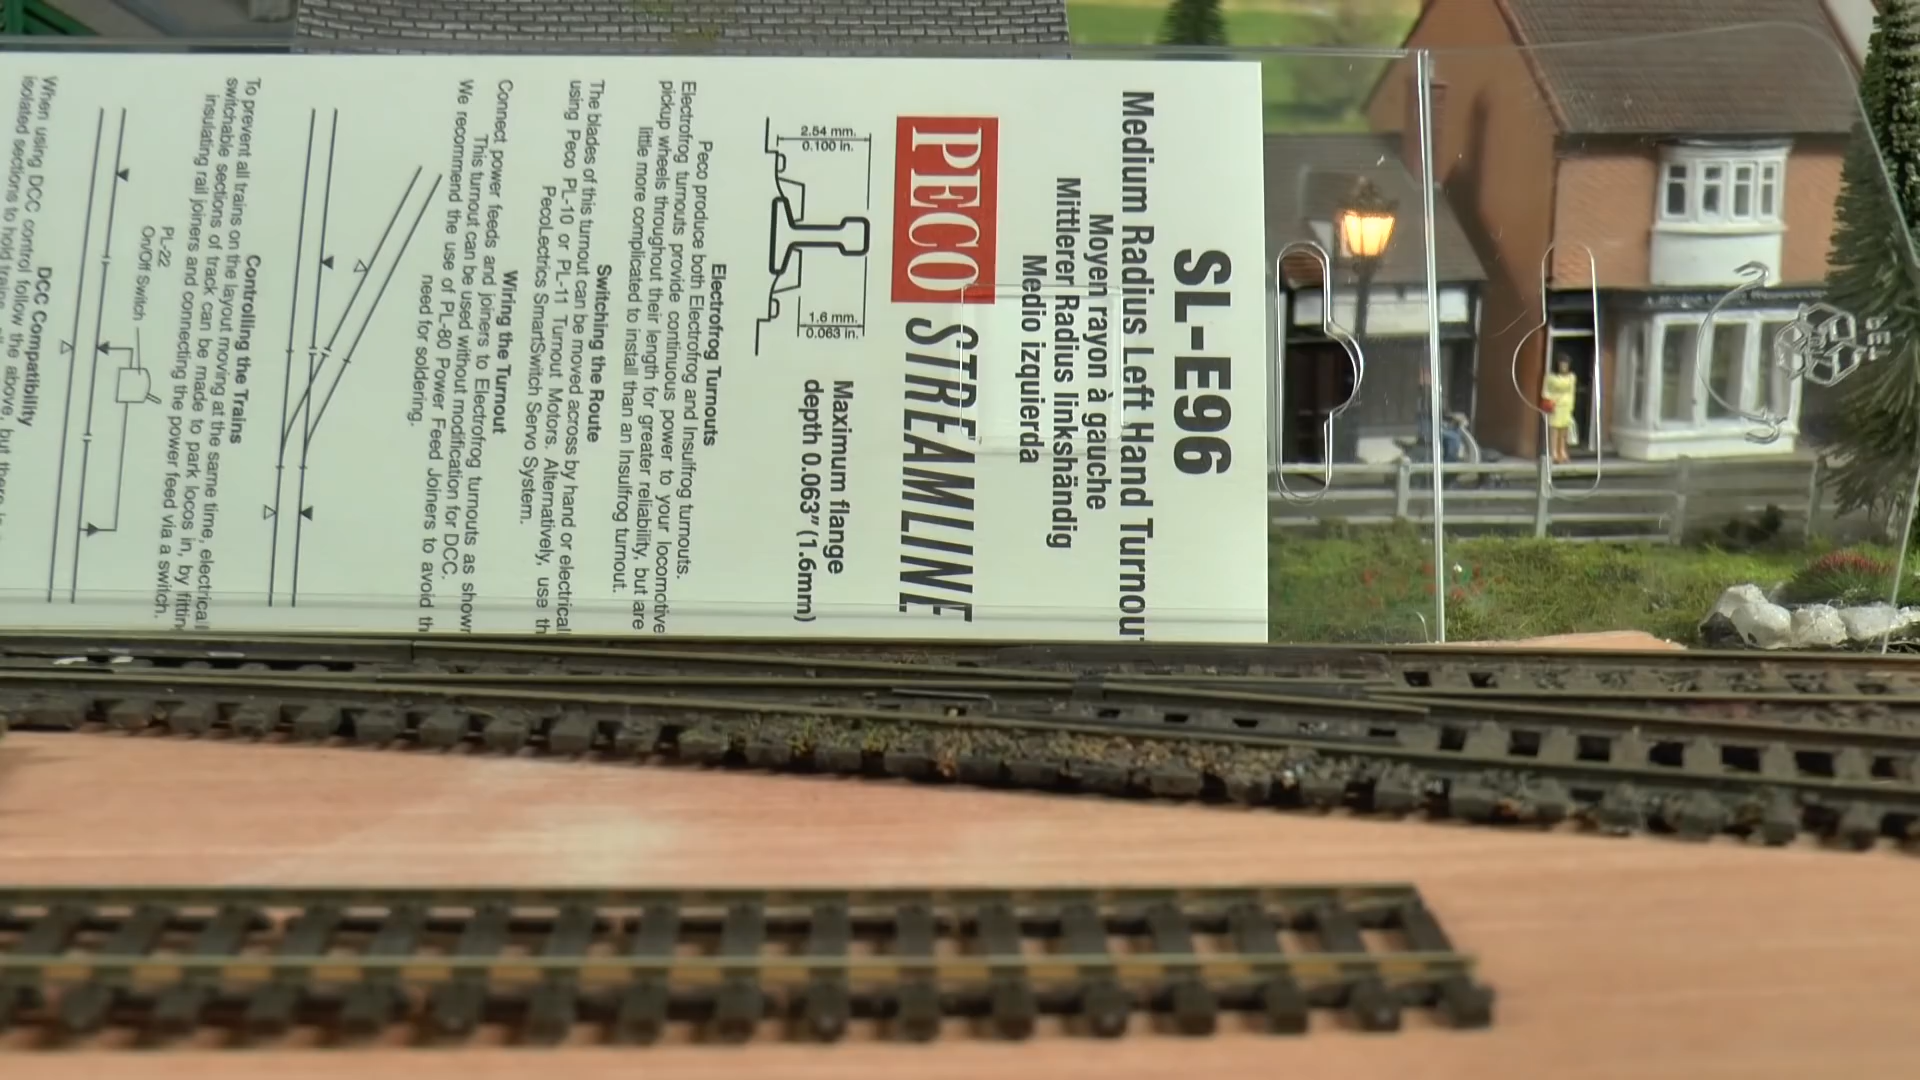 SL-E96
Medium Radius Left Hand Turnout
Moyen rayon à gauche
Mittlerer Radius linkshändig
Medio izquierda
PECO STREAMLINE
2.54 mm.
0.100 in.
1.6 mm.
0.063 in.
Maximum flange
depth 0.063" (1.6mm)
Electrofrog Turnouts
Peco produce both Electrofrog and Insulfrog turnouts.
Electrofrog turnouts provide continuous power to your locomotive
pickup wheels throughout their length for greater reliability, but are
little more complicated to install than an Insulfrog turnout.
Switching the Route
The blades of this turnout can be moved across by hand or electrical
using Peco PL-10 or PL-11 Turnout Motors. Alternatively, use th
PecoLectrics SmartSwitch Servo System.
Wiring the Turnout
Connect power feeds and joiners to Electrofrog turnouts as shown
This turnout can be used without modification for DCC.
We recommend the use of PL-80 Power Feed Joiners to avoid th
need for soldering.
Controlling the Trains
To prevent all trains on the layout moving at the same time, electrical
switchable sections of track can be made to park locos in, by fittin
insulating rail joiners and connecting the power feed via a switch.
PL-22
On/Off Switch
DCC Compatibility
When using DCC control follow the above, but there
isolated sections to hold trains